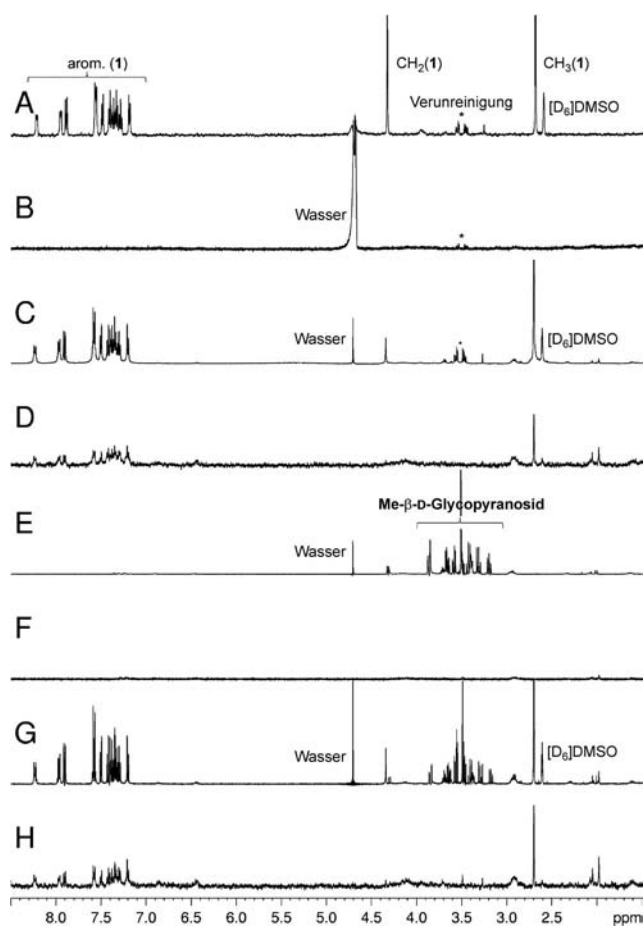 A
arom. (1)
CH₂(1)
CH₃(1)
Verunreinigung
*
[D₆]DMSO
B
Wasser
*
C
Wasser
*
[D₆]DMSO
D
E
Me-β-D-Glycopyranosid
Wasser
F
G
Wasser
[D₆]DMSO
H
8.0 7.5 7.0 6.5 6.0 5.5 5.0 4.5 4.0 3.5 3.0 2.5 2.0 ppm